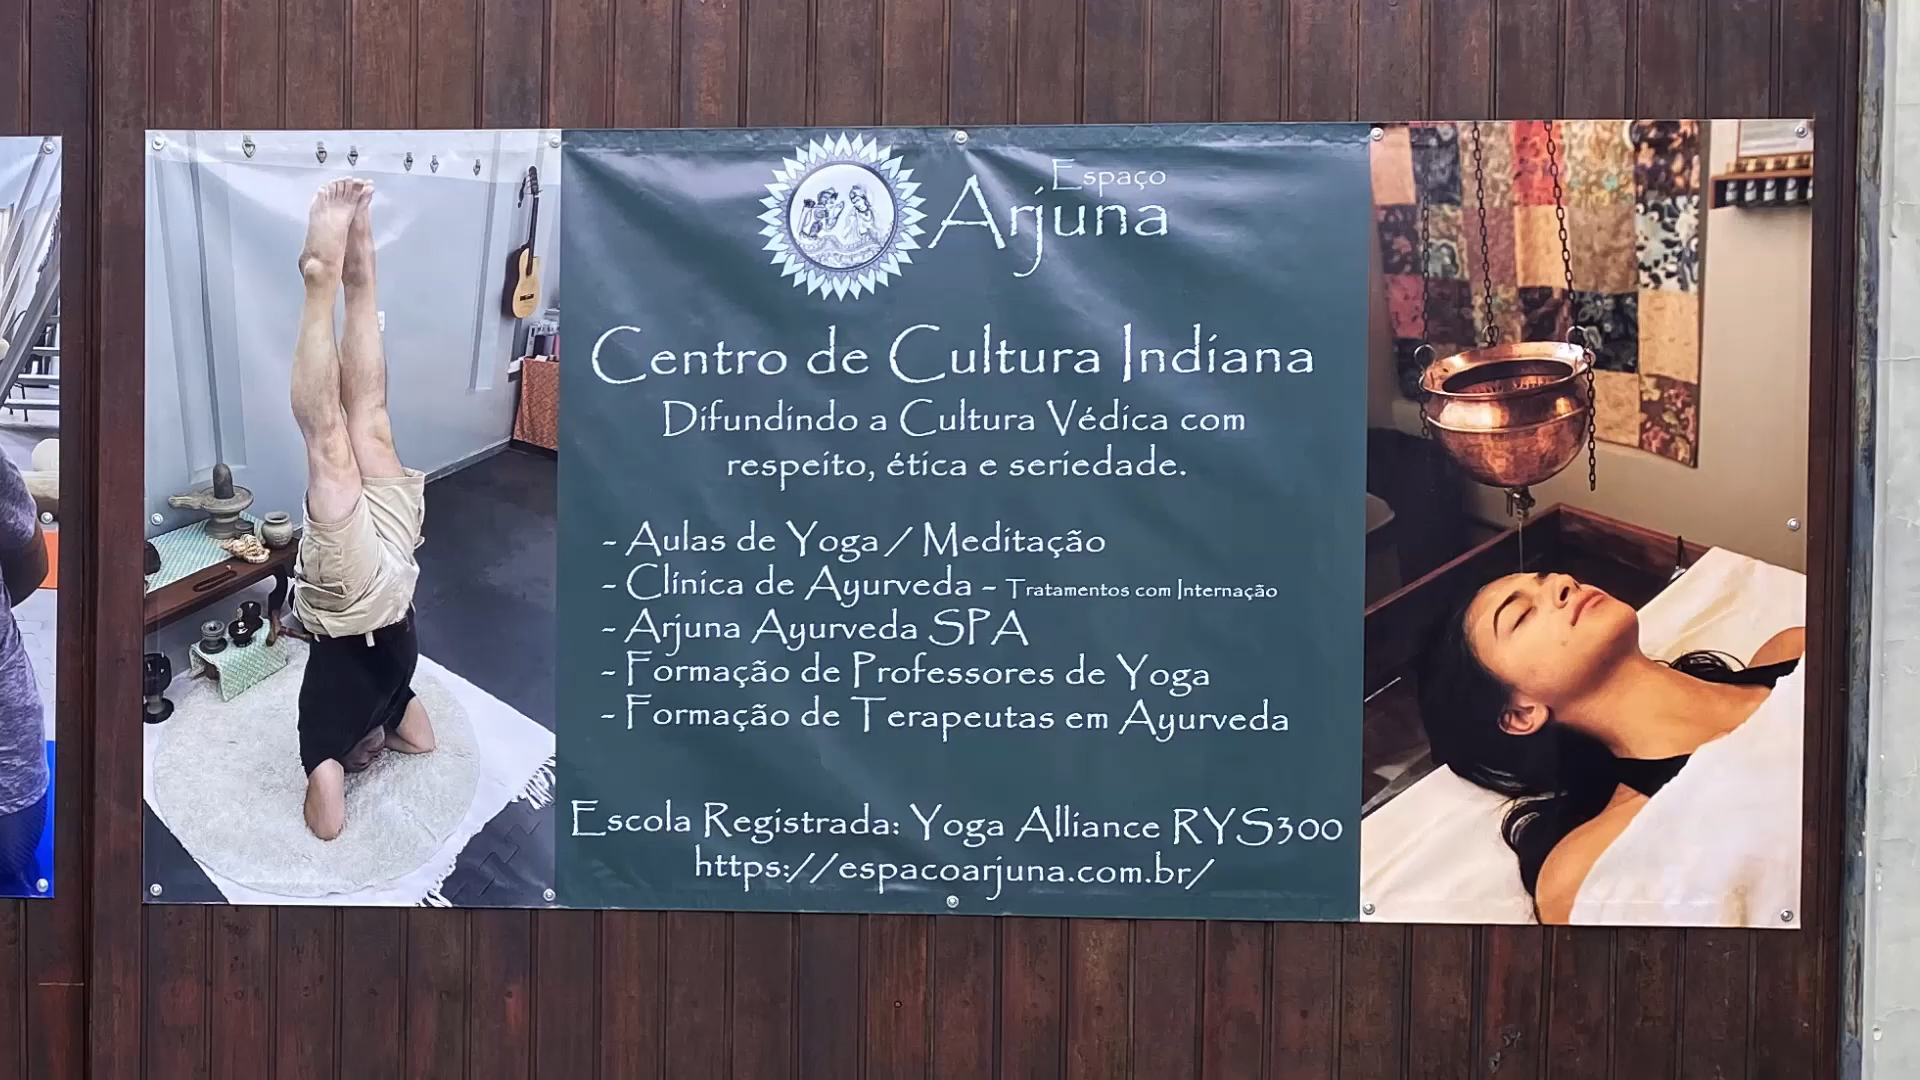 Espaço
Arjuna
Centro de Cultura Indiana
Difundindo a Cultura Védica com
respeito, ética e seriedade.
- Aulas de Yoga / Meditação
- Clínica de Ayurveda - Tratamentos com Internação
- Arjuna Ayurveda SPA
- Formação de Professores de Yoga
- Formação de Terapeutas em Ayurveda
Escola Registrada: Yoga Alliance RYS300
https://espacoarjuna.com.br/